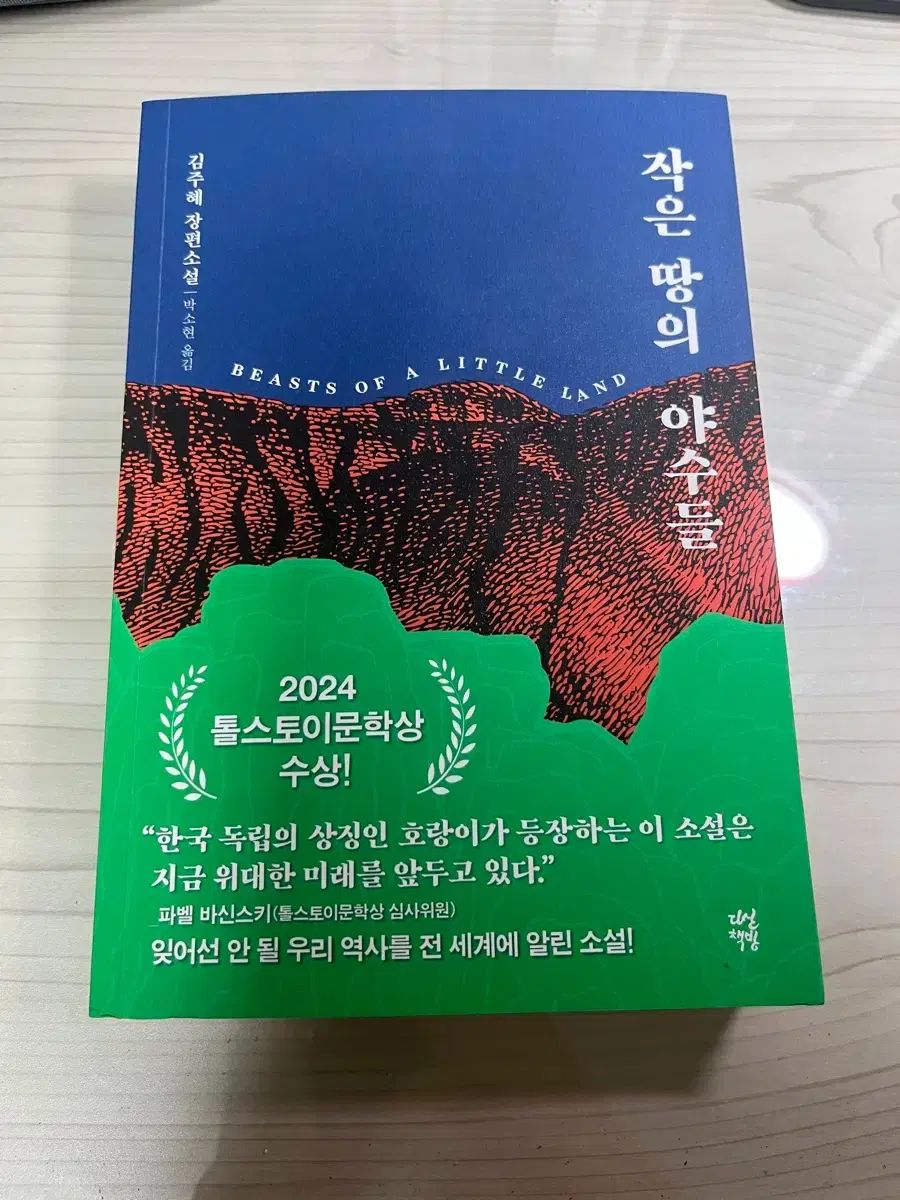 작은 땅의 야수들
김주혜 장편소설 | 박소현 옮김
BEASTS OF A LITTLE LAND
2024
톨스토이문학상
수상!
“한국 독립의 상징인 호랑이가 등장하는 이 소설은
지금 위대한 미래를 앞두고 있다.”
_파벨 바신스키(톨스토이문학상 심사위원)
잊어선 안 될 우리 역사를 전 세계에 알린 소설!
다산
책방